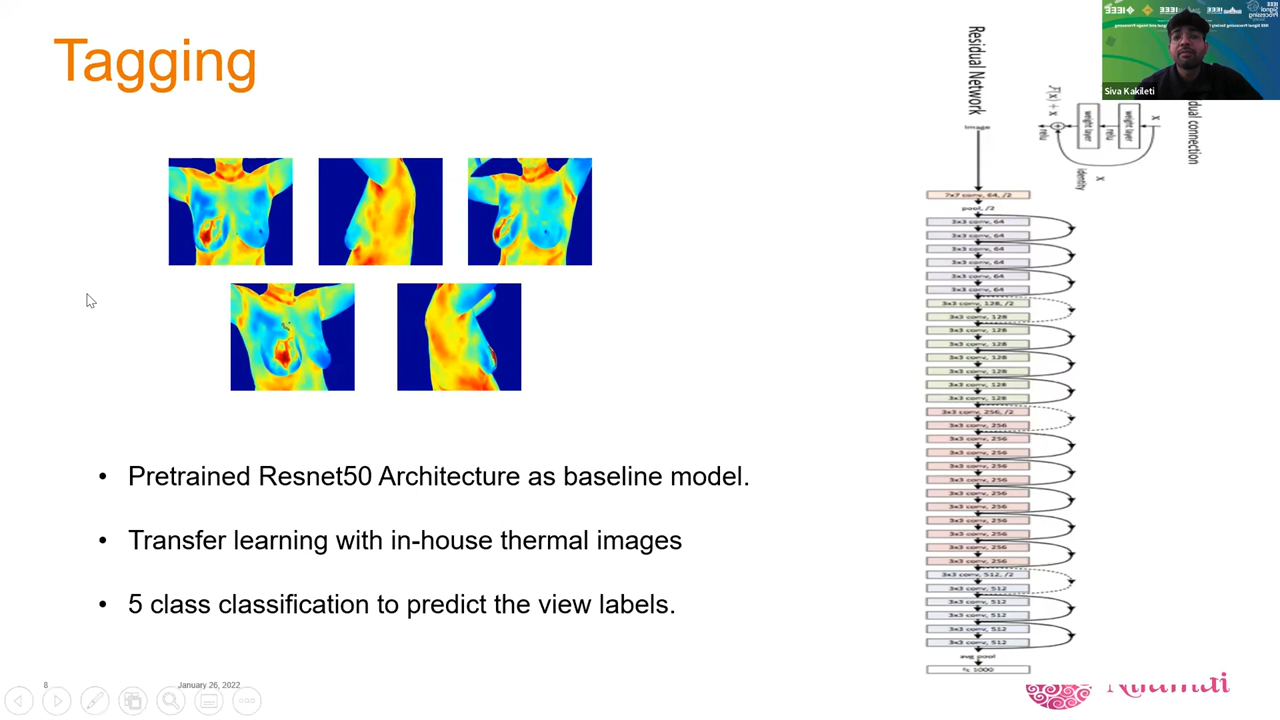 Tagging
Siva Kakileti
IEEE
Residual Network
image
7x7 conv, 64, /2
pool, /2
3x3 conv, 64
3x3 conv, 64
3x3 conv, 64
3x3 conv, 64
3x3 conv, 64
3x3 conv, 64
3x3 conv, 128, /2
3x3 conv, 128
3x3 conv, 128
3x3 conv, 128
3x3 conv, 128
3x3 conv, 128
3x3 conv, 128
3x3 conv, 128
3x3 conv, 256, /2
3x3 conv, 256
3x3 conv, 256
3x3 conv, 256
3x3 conv, 256
3x3 conv, 256
3x3 conv, 256
3x3 conv, 256
3x3 conv, 256
3x3 conv, 256
3x3 conv, 256
3x3 conv, 256
3x3 conv, 512, /2
3x3 conv, 512
3x3 conv, 512
3x3 conv, 512
3x3 conv, 512
3x3 conv, 512
avg pool
fc 1000
x
weight layer
relu
weight layer
F(x) + x
relu
x
identity
connection
• Pretrained Resnet50 Architecture as baseline model.
• Transfer learning with in-house thermal images
• 5 class classification to predict the view labels.
8
January 26, 2022